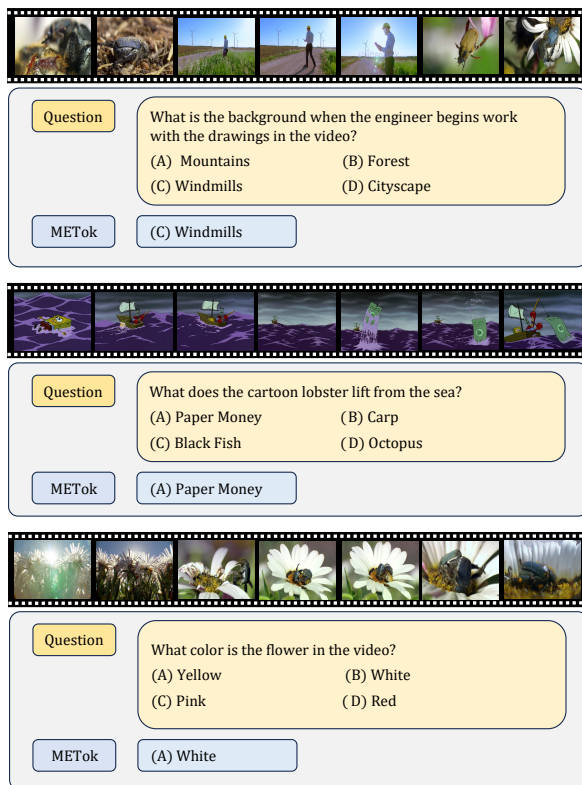 Question
What is the background when the engineer begins work
with the drawings in the video?
(A) Mountains (B) Forest
(C) Windmills (D) Cityscape
METok (C) Windmills
Question
What does the cartoon lobster lift from the sea?
(A) Paper Money (B) Carp
(C) Black Fish (D) Octopus
METok (A) Paper Money
Question
What color is the flower in the video?
(A) Yellow (B) White
(C) Pink (D) Red
METok (A) White